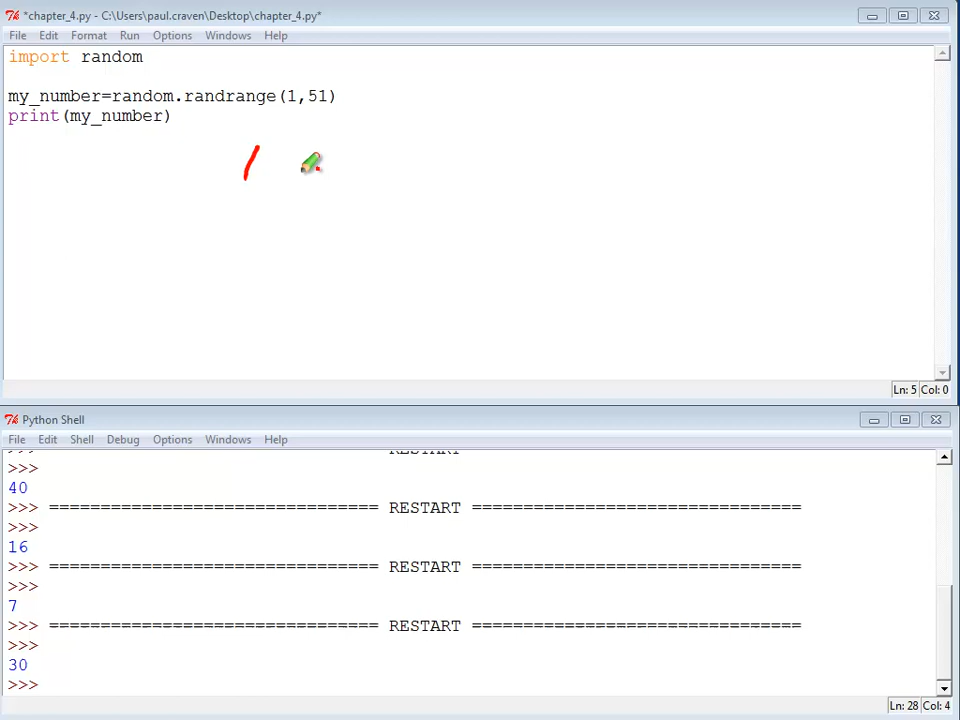 *chapter_4.py - C:\Users\paul.craven\Desktop\chapter_4.py*
File Edit Format Run Options Windows Help
import random
my_number=random.randrange(1,51)
print(my_number)
Ln: 5 Col: 0
Python Shell
File Edit Shell Debug Options Windows Help
>>> ================================ RESTART ================================
>>>
40
>>> ================================ RESTART ================================
>>>
16
>>> ================================ RESTART ================================
>>>
7
>>> ================================ RESTART ================================
>>>
30
>>>
Ln: 28 Col: 4